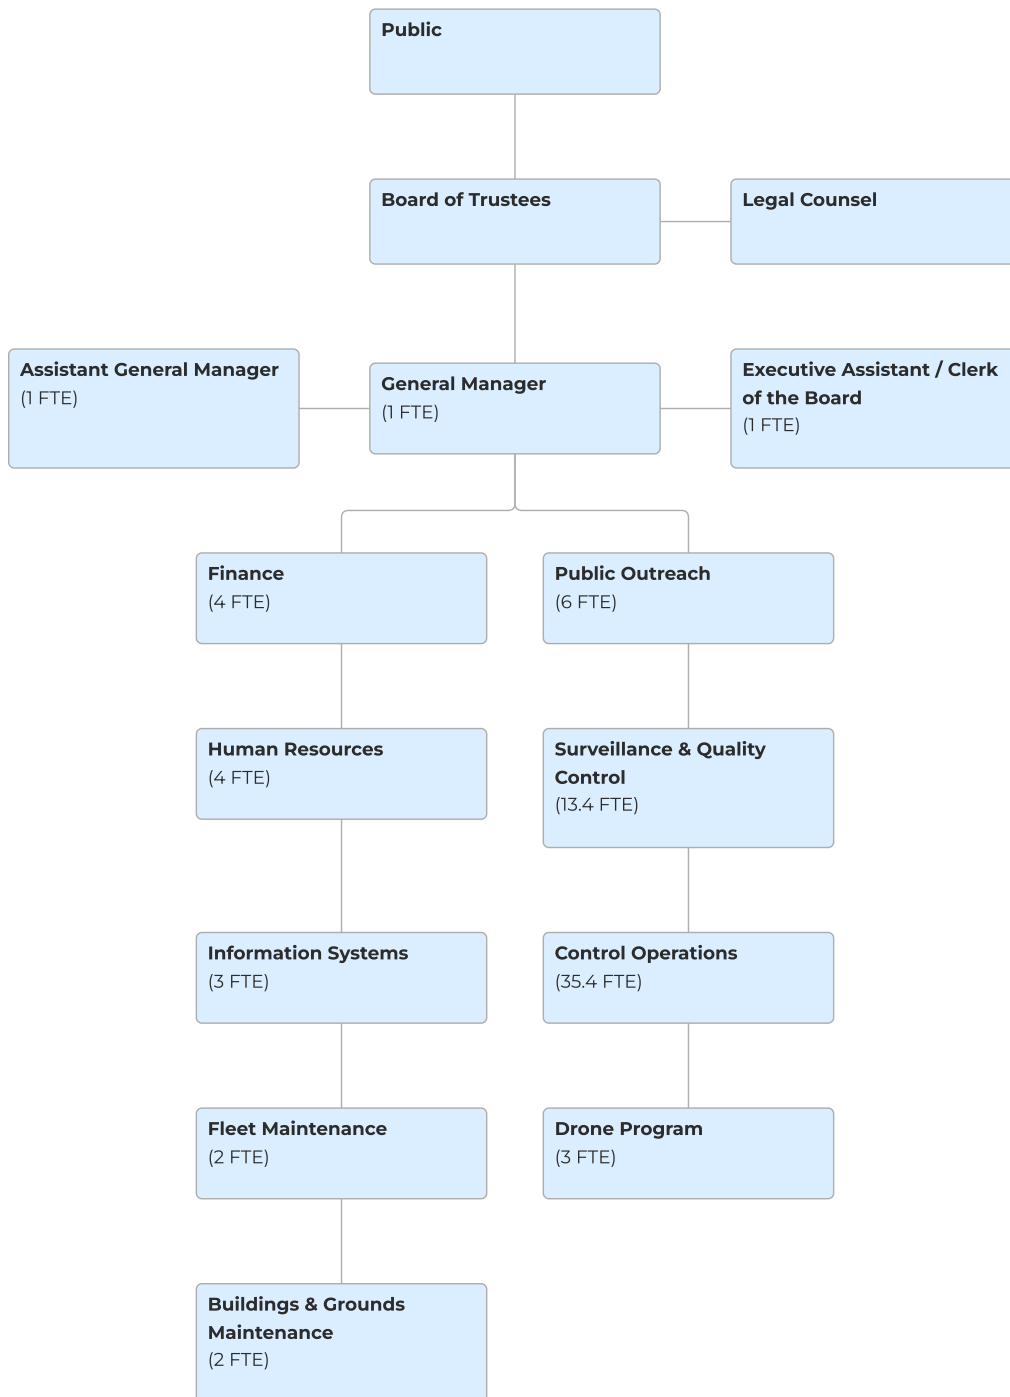 Public
Board of Trustees
Legal Counsel
Assistant General Manager
(1 FTE)
General Manager
(1 FTE)
Executive Assistant / Clerk
of the Board
(1 FTE)
Finance
(4 FTE)
Public Outreach
(6 FTE)
Human Resources
(4 FTE)
Surveillance & Quality
Control
(13.4 FTE)
Information Systems
(3 FTE)
Control Operations
(35.4 FTE)
Fleet Maintenance
(2 FTE)
Drone Program
(3 FTE)
Buildings & Grounds
Maintenance
(2 FTE)